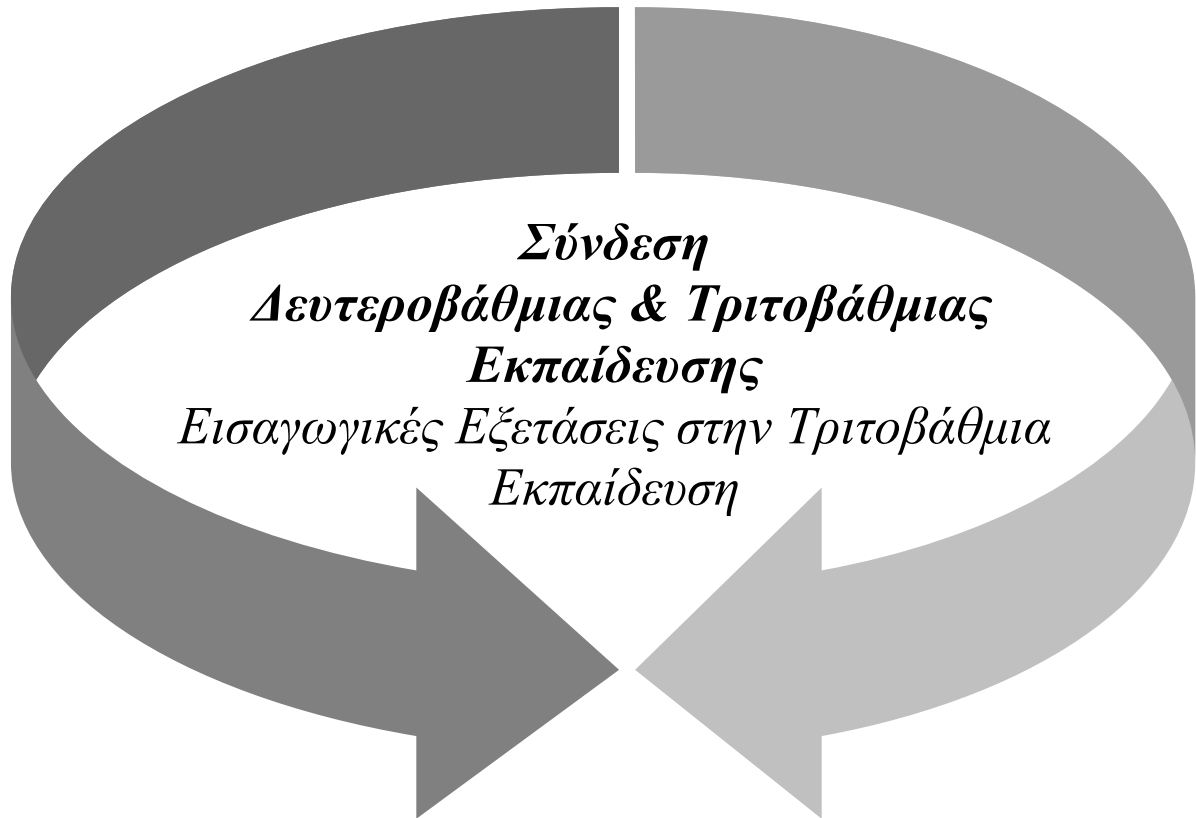 Σύνδεση
Δευτεροβάθμιας & Τριτοβάθμιας
Εκπαίδευσης
Εισαγωγικές Εξετάσεις στην Τριτοβάθμια
Εκπαίδευση